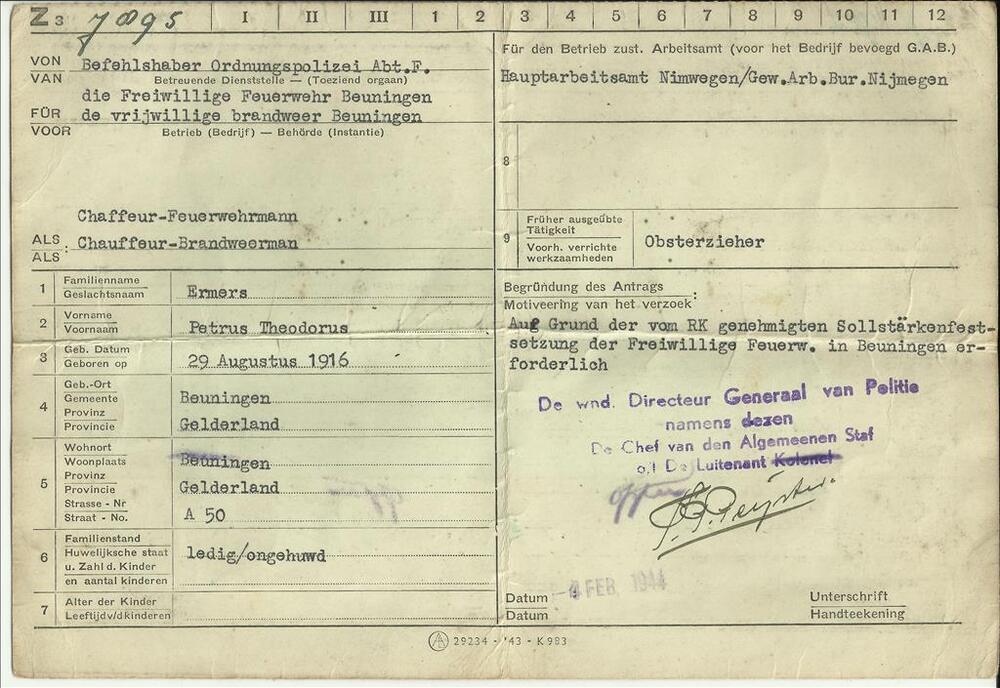 Z 3 7895 I II III 1 2 3 4 5 6 7 8 9 10 11 12
VON Befehlshaber Ordnungspolizei Abt.F.
VAN Betreuende Dienststelle — (Toeziend orgaan)
die Freiwillige Feuerwehr Beuningen
FÜR de vrijwillige brandweer Beuningen
VOOR Betrieb (Bedrijf) — Behörde (Instantie)
Chaffeur-Feuerwehrmann
ALS : Chauffeur-Brandweerman
ALS
1 Familienname
Geslachtsnaam Ermers
2 Vorname
Voornaam Petrus Theodorus
3 Geb. Datum
Geboren op 29 Augustus 1916
4 Geb.-Ort
Gemeente Beuningen
Provinz
Provincie Gelderland
5 Wohnort
Woonplaats Beuningen
Provinz
Provincie Gelderland
Strasse - Nr
Straat - No. A 50
6 Familienstand
Huwelijksche staat ledig/ongehuwd
u. Zahl d. Kinder
en aantal kinderen
7 Alter der Kinder
Leeftijd v/d kinderen
Für den Betrieb zust. Arbeitsamt (voor het Bedrijf bevoegd G.A.B.)
Hauptarbeitsamt Nimwegen/Gew.Arb.Bur.Nijmegen
8
9 Früher ausgeübte
Tätigkeit
Voorh. verrichte
werkzaamheden
Obsterzieher
Begründung des Antrags :
Motiveering van het verzoek
Auf Grund der vom RK genehmigten Sollstärkenfest-
setzung der Freiwillige Feuerw. in Beuningen er-
forderlich
De wnd. Directeur Generaal van Politie
namens dezen
De Chef van den Algemeenen Staf
o/l De Luitenant Kolonel
Datum FEB. 1944 Unterschrift
Datum Handteekening
29234 - '43 - K 983